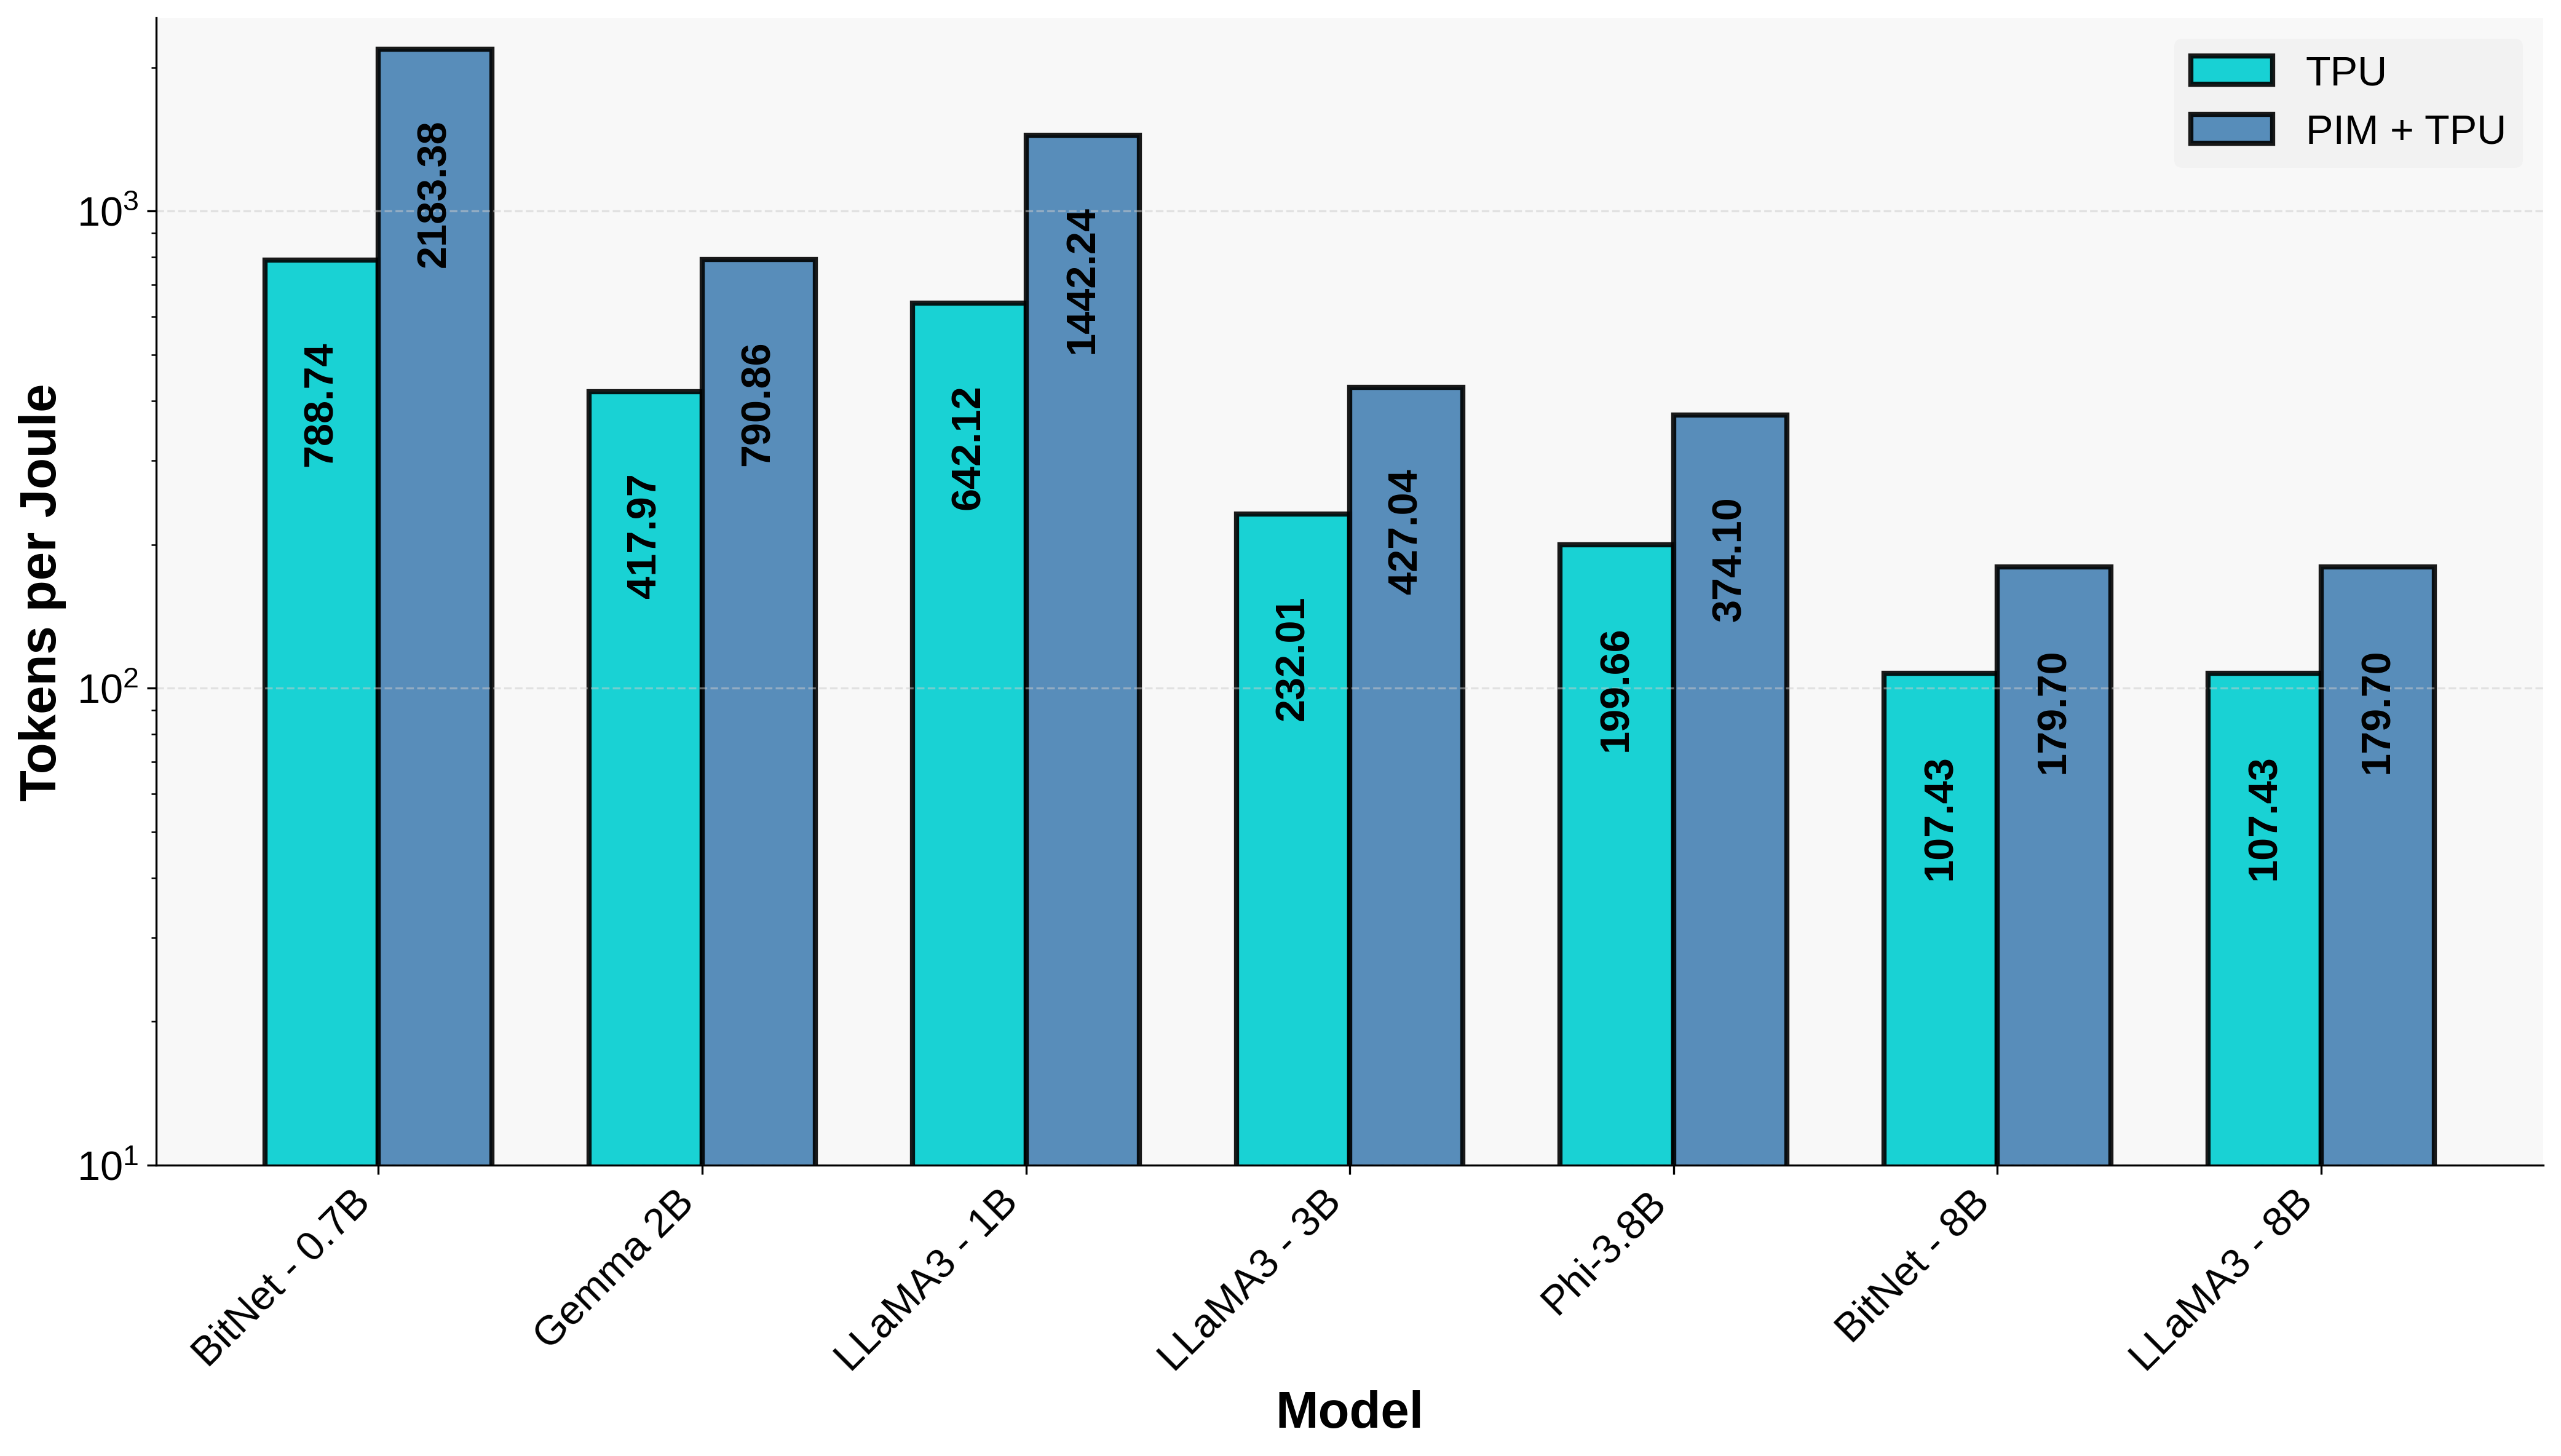 TPU
PIM + TPU
Tokens per Joule
10³
10²
10¹
788.74
2183.38
417.97
790.86
642.12
1442.24
232.01
427.04
199.66
374.10
107.43
179.70
107.43
179.70
BitNet - 0.7B
Gemma 2B
LLaMA3 - 1B
LLaMA3 - 3B
Phi-3.8B
BitNet - 8B
LLaMA3 - 8B
Model